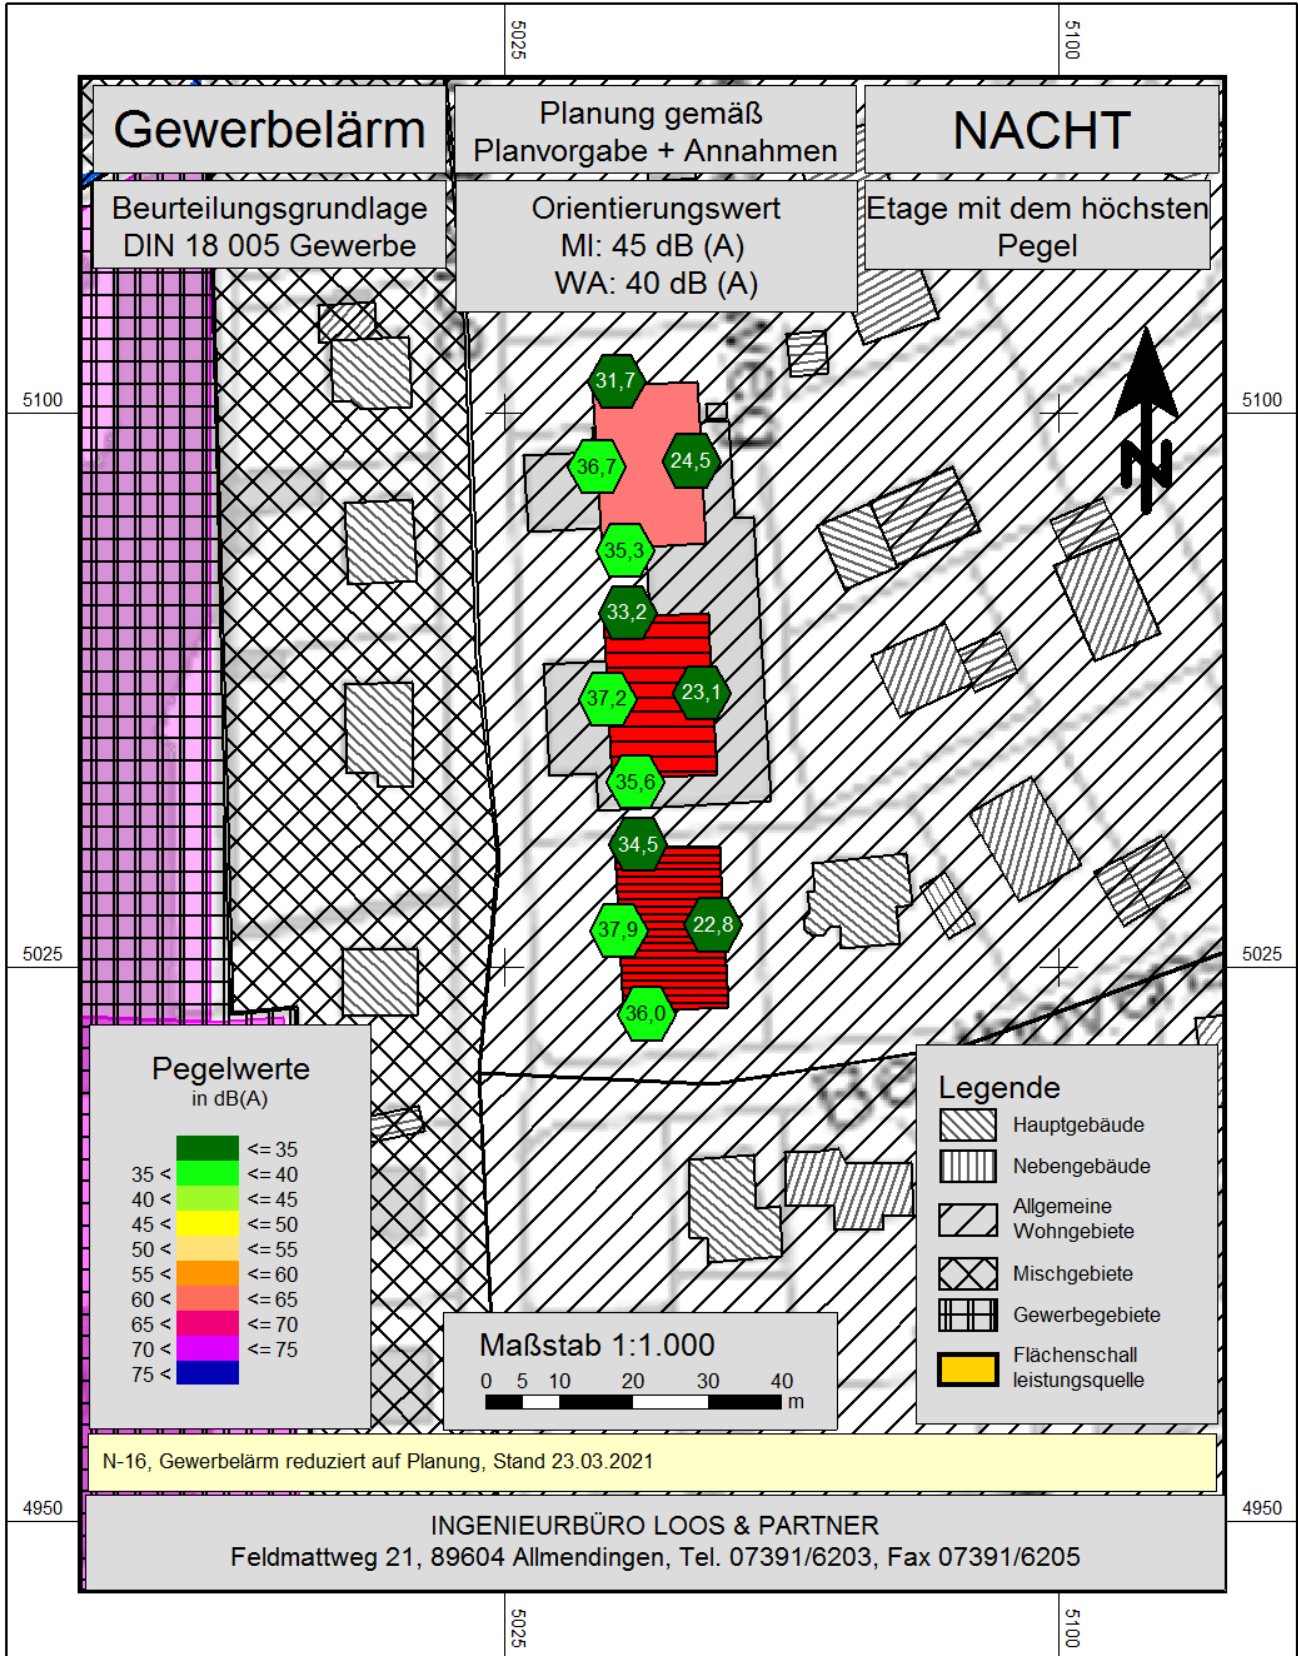 5025
5100
Gewerbelärm
Planung gemäß
Planvorgabe + Annahmen
NACHT
Beurteilungsgrundlage
DIN 18 005 Gewerbe
Orientierungswert
MI: 45 dB (A)
WA: 40 dB (A)
Etage mit dem höchsten
Pegel
5100
5100
31,7
36,7
24,5
35,3
33,2
37,2
23,1
35,6
34,5
37,9
22,8
36,0
N
5025
5025
Pegelwerte
in dB(A)
<= 35
35 < <= 40
40 < <= 45
45 < <= 50
50 < <= 55
55 < <= 60
60 < <= 65
65 < <= 70
70 < <= 75
75 <
Legende
Hauptgebäude
Nebengebäude
Allgemeine
Wohngebiete
Mischgebiete
Gewerbegebiete
Flächenschall
leistungsquelle
Maßstab 1:1.000
0 5 10 20 30 40
m
N-16, Gewerbelärm reduziert auf Planung, Stand 23.03.2021
4950
4950
INGENIEURBÜRO LOOS & PARTNER
Feldmattweg 21, 89604 Allmendingen, Tel. 07391/6203, Fax 07391/6205
5025
5100